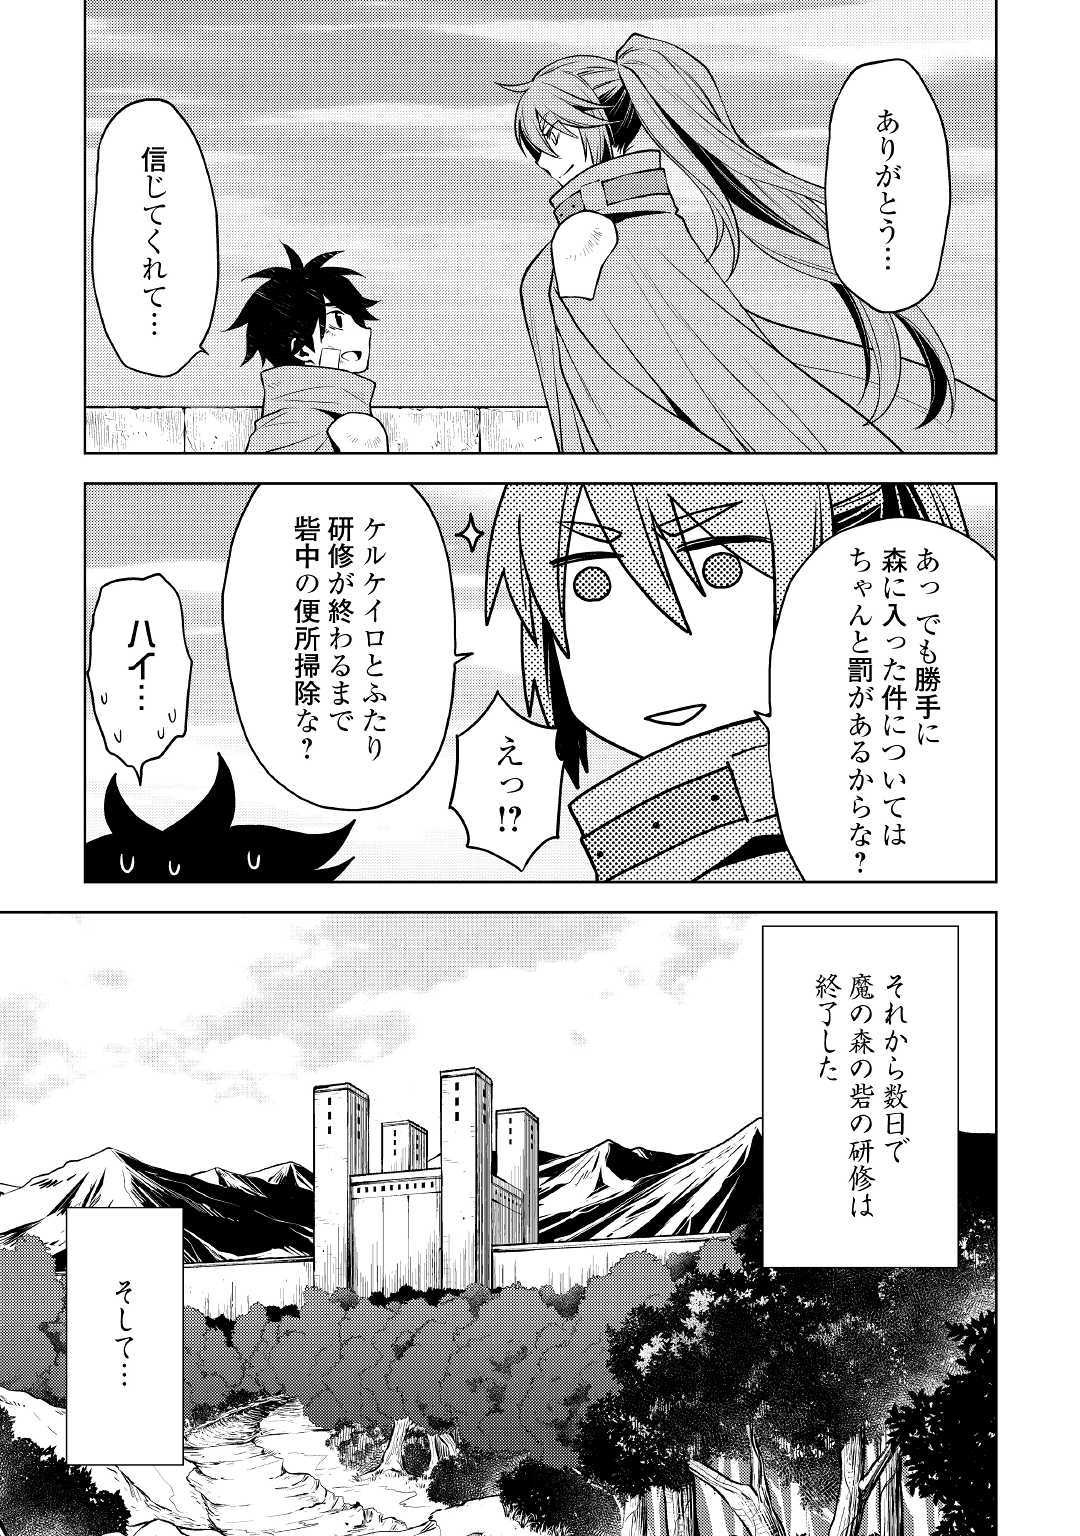 ありがとう…
信じてくれて…
あっでも勝手に
森に入った件については
ちゃんと罰があるからな？
えっ!?
ケルケイロとふたり
研修が終わるまで
砦中の便所掃除な？
ハイ…
それから数日で
魔の森の砦の研修は
終了した
そして…